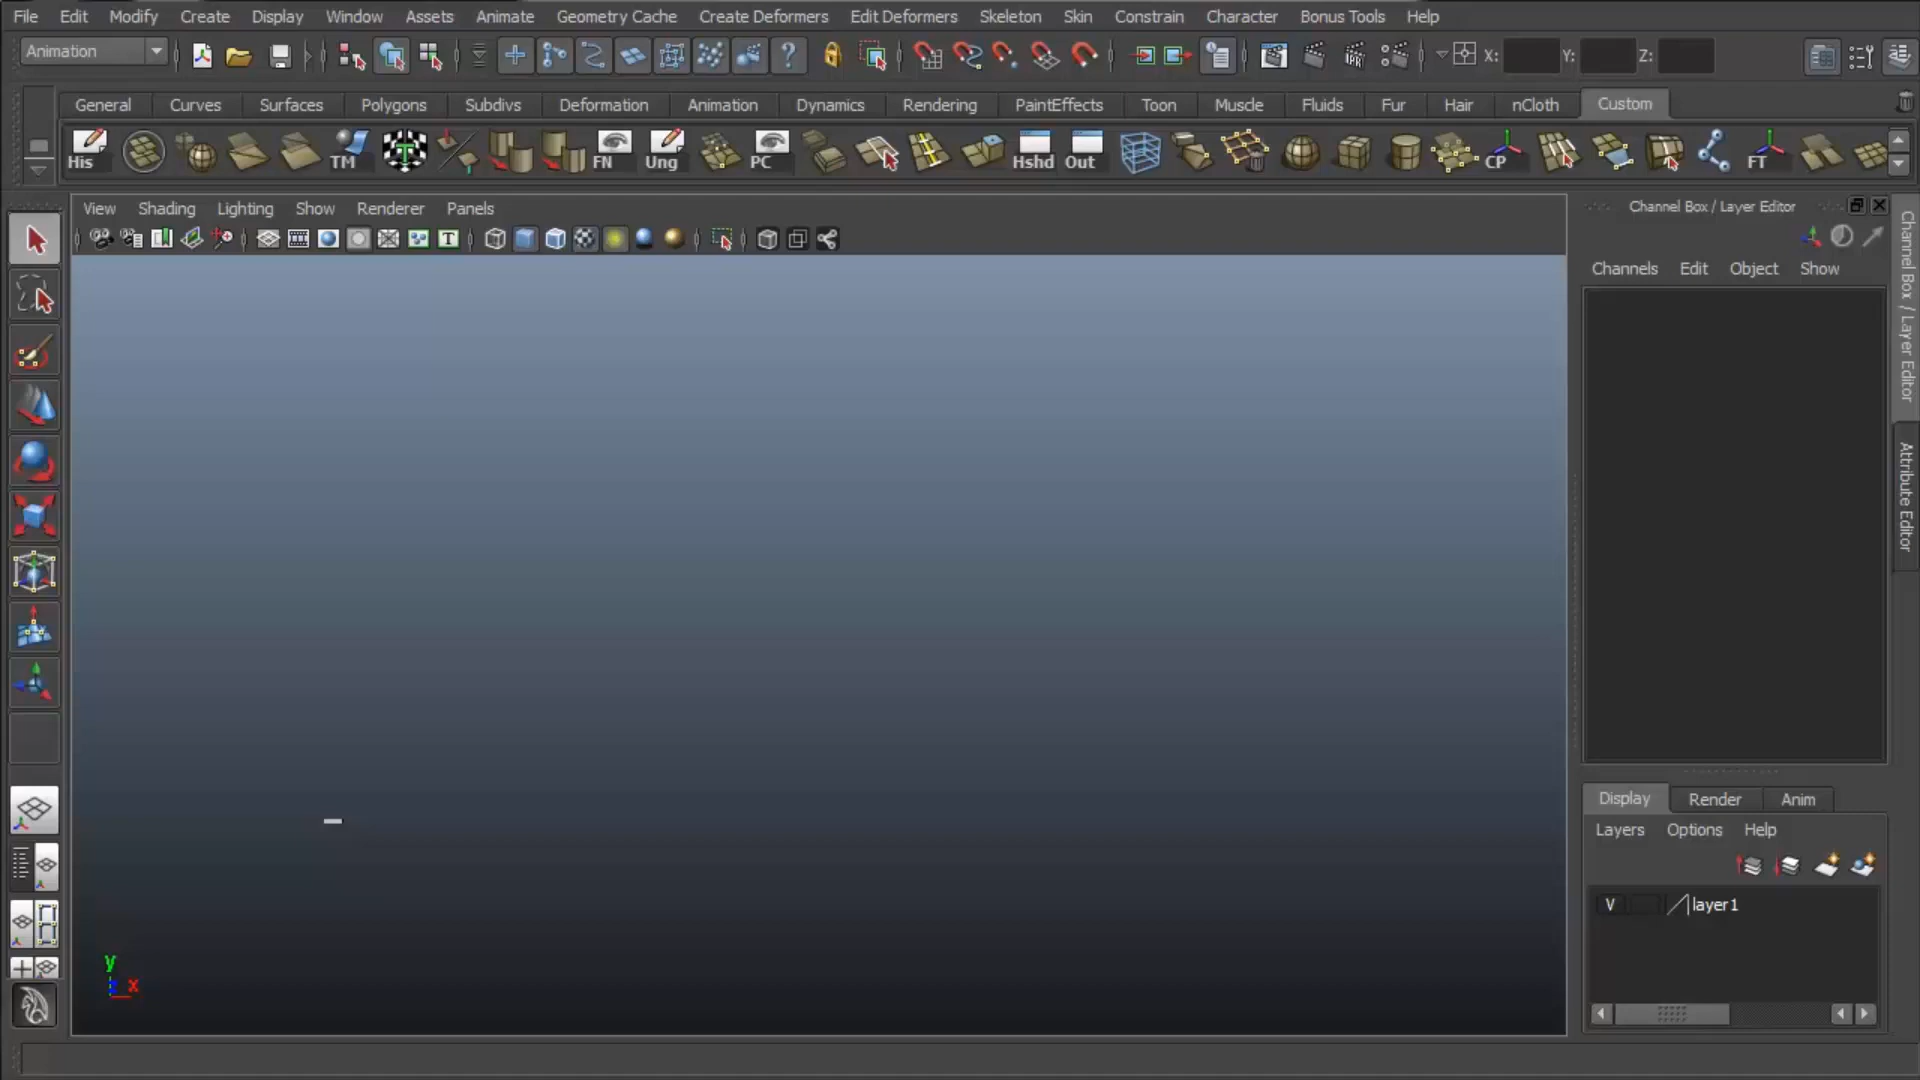 File Edit Modify Create Display Window Assets Animate Geometry Cache Create Deformers Edit Deformers Skeleton Skin Constrain Character Bonus Tools Help
Animation
IPR
X: Y: Z:
General Curves Surfaces Polygons Subdivs Deformation Animation Dynamics Rendering PaintEffects Toon Muscle Fluids Fur Hair nCloth Custom
His TM FN Ung PC Hshd Out CP FT
View Shading Lighting Show Renderer Panels
T
Channel Box / Layer Editor
Channels Edit Object Show
Channel Box / Layer Editor
Attribute Editor
Display Render Anim
Layers Options Help
V layer1
y
x